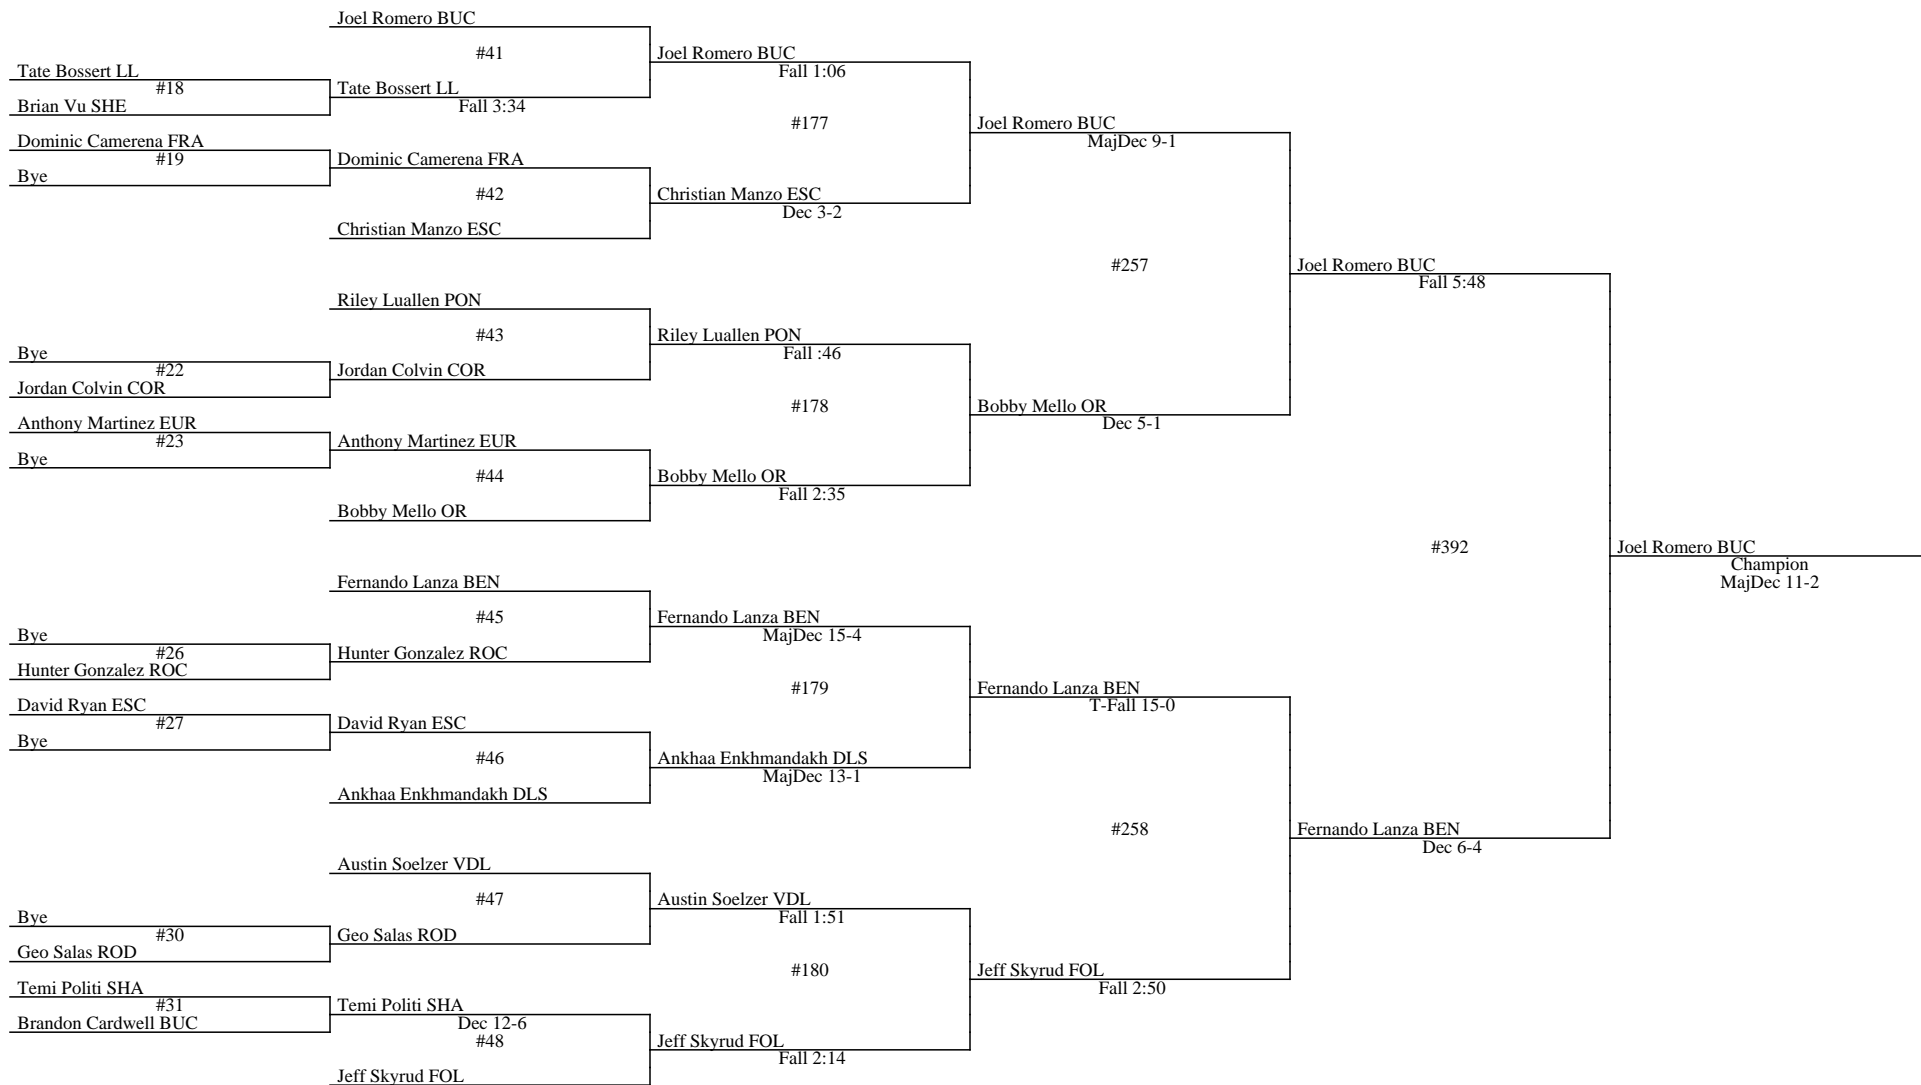 Joel Romero BUC
#41
Joel Romero BUC
Fall 1:06
Tate Bossert LL
#18
Tate Bossert LL
Fall 3:34
Brian Vu SHE
#177
Joel Romero BUC
MajDec 9-1
Dominic Camerena FRA
#19
Dominic Camerena FRA
Bye
#42
Christian Manzo ESC
Dec 3-2
Christian Manzo ESC
#257
Joel Romero BUC
Fall 5:48
Riley Luallen PON
#43
Riley Luallen PON
Fall :46
Bye
#22
Jordan Colvin COR
Jordan Colvin COR
#178
Bobby Mello OR
Dec 5-1
Anthony Martinez EUR
#23
Anthony Martinez EUR
Bye
#44
Bobby Mello OR
Fall 2:35
Bobby Mello OR
#392
Joel Romero BUC
Champion
MajDec 11-2
Fernando Lanza BEN
#45
Fernando Lanza BEN
MajDec 15-4
Bye
#26
Hunter Gonzalez ROC
Hunter Gonzalez ROC
#179
Fernando Lanza BEN
T-Fall 15-0
David Ryan ESC
#27
David Ryan ESC
Bye
#46
Ankhaa Enkhmandakh DLS
MajDec 13-1
Ankhaa Enkhmandakh DLS
#258
Fernando Lanza BEN
Dec 6-4
Austin Soelzer VDL
#47
Austin Soelzer VDL
Fall 1:51
Bye
#30
Geo Salas ROD
Geo Salas ROD
#180
Jeff Skyrud FOL
Fall 2:50
Temi Politi SHA
#31
Temi Politi SHA
Dec 12-6
Brandon Cardwell BUC
#48
Jeff Skyrud FOL
Fall 2:14
Jeff Skyrud FOL